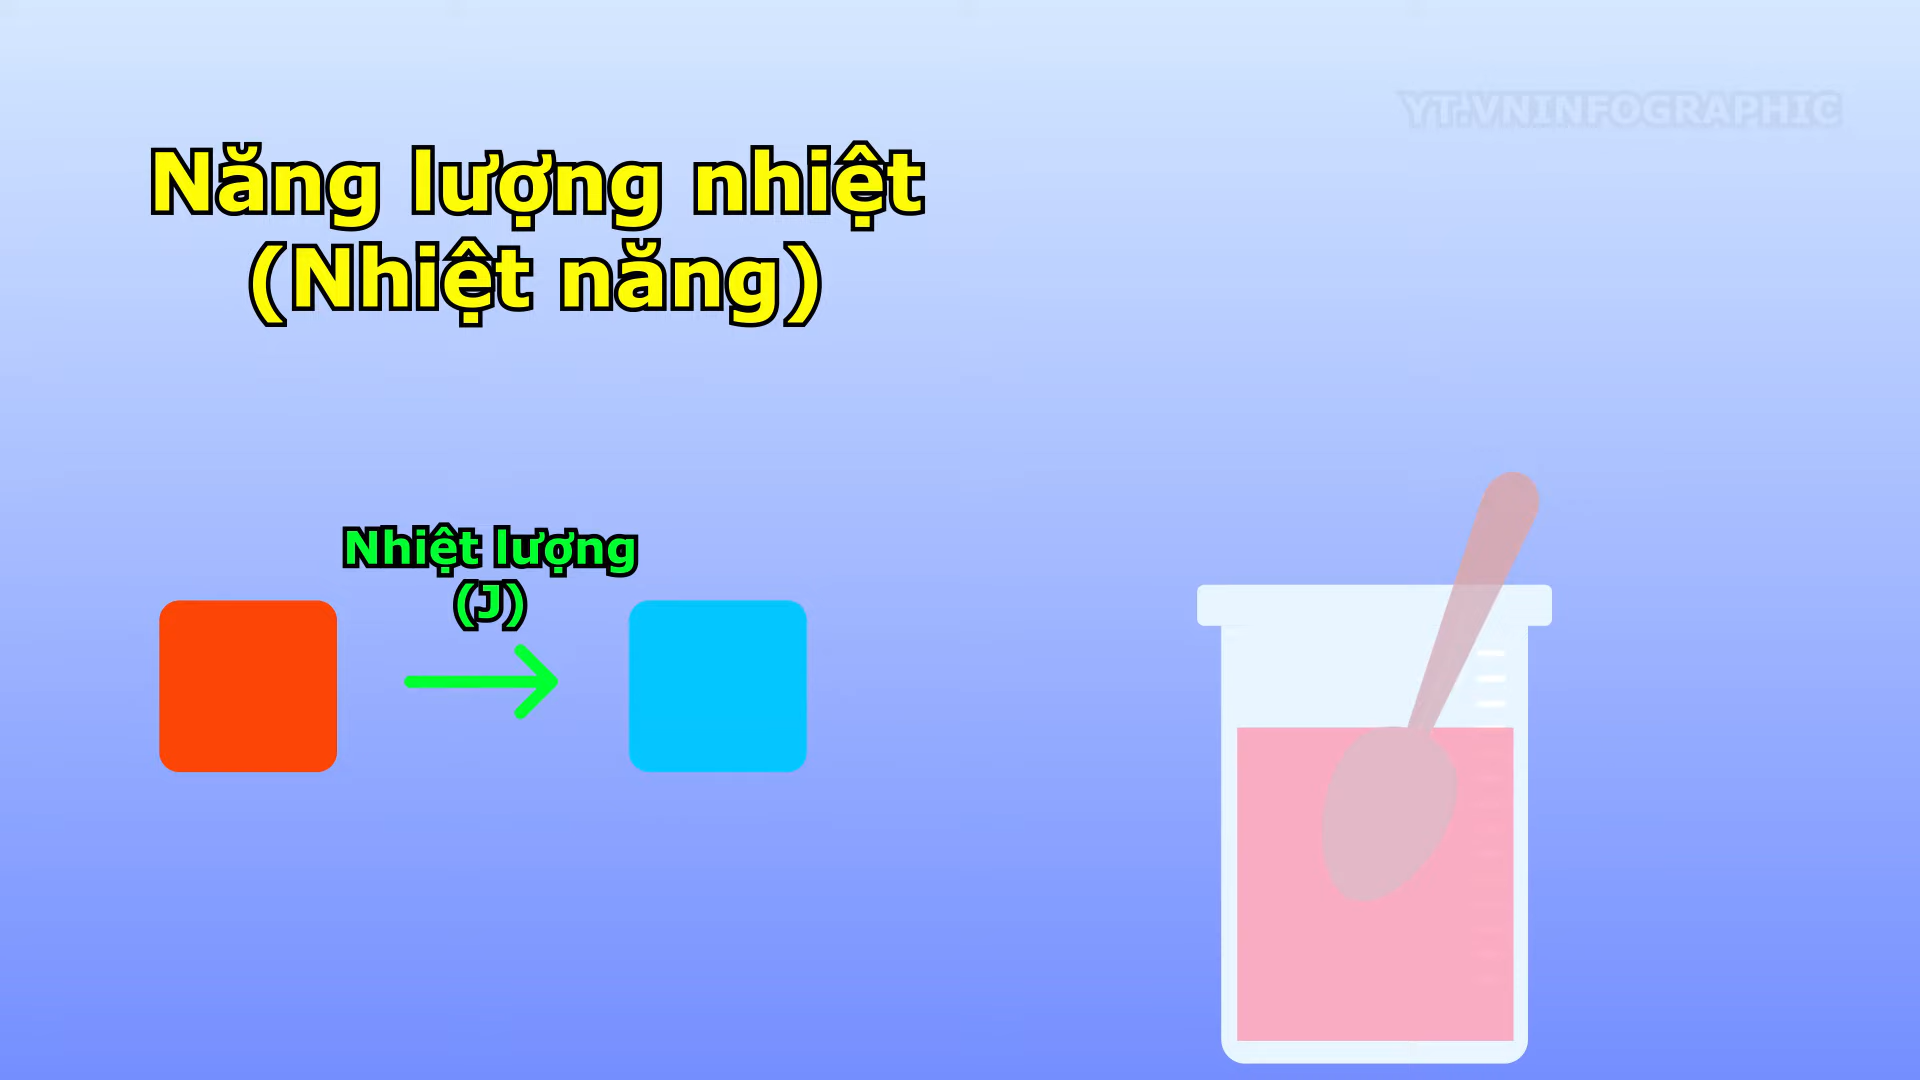 YT:VNINFOGRAPHIC
Năng lượng nhiệt
(Nhiệt năng)
Nhiệt lượng
(J)